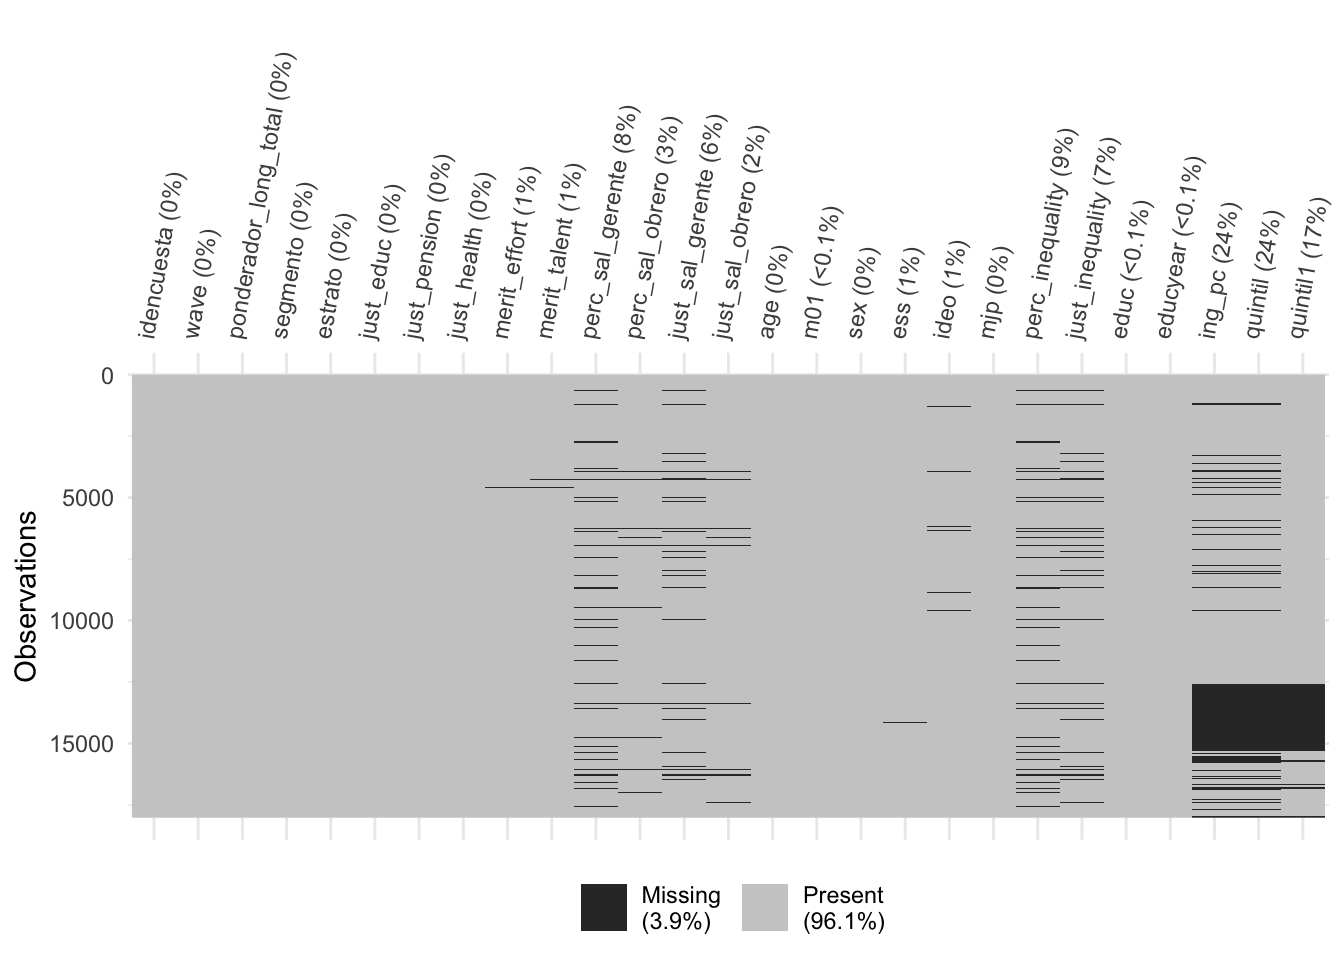 idencuesta (0%)
wave (0%)
ponderador_long_total (0%)
segmento (0%)
estrato (0%)
just_educ (0%)
just_pension (0%)
just_health (0%)
merit_effort (1%)
merit_talent (1%)
perc_sal_gerente (8%)
perc_sal_obrero (3%)
just_sal_gerente (6%)
just_sal_obrero (2%)
age (0%)
m01 (<0.1%)
sex (0%)
ess (1%)
ideo (1%)
mjp (0%)
perc_inequality (9%)
just_inequality (7%)
educ (<0.1%)
educyear (<0.1%)
ing_pc (24%)
quintil (24%)
quintil1 (17%)
0
5000
10000
15000
Observations
Missing
(3.9%)
Present
(96.1%)